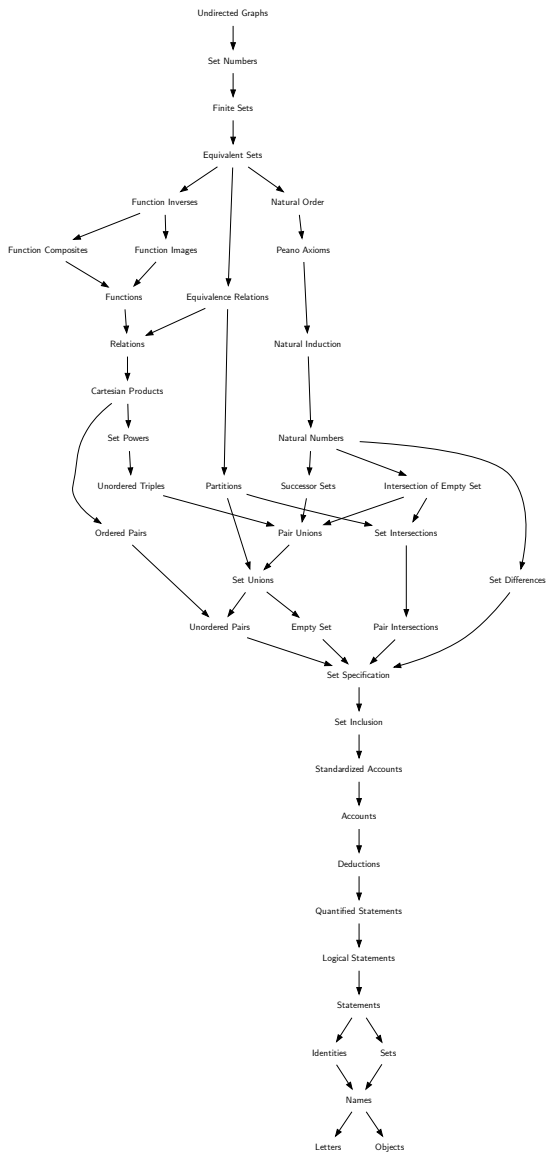 Undirected Graphs
Set Numbers
Finite Sets
Equivalent Sets
Function Inverses
Natural Order
Function Composites
Function Images
Peano Axioms
Functions
Equivalence Relations
Relations
Natural Induction
Cartesian Products
Set Powers
Natural Numbers
Unordered Triples
Partitions
Successor Sets
Intersection of Empty Set
Ordered Pairs
Pair Unions
Set Intersections
Set Unions
Set Differences
Unordered Pairs
Empty Set
Pair Intersections
Set Specification
Set Inclusion
Standardized Accounts
Accounts
Deductions
Quantified Statements
Logical Statements
Statements
Identities
Sets
Names
Letters
Objects